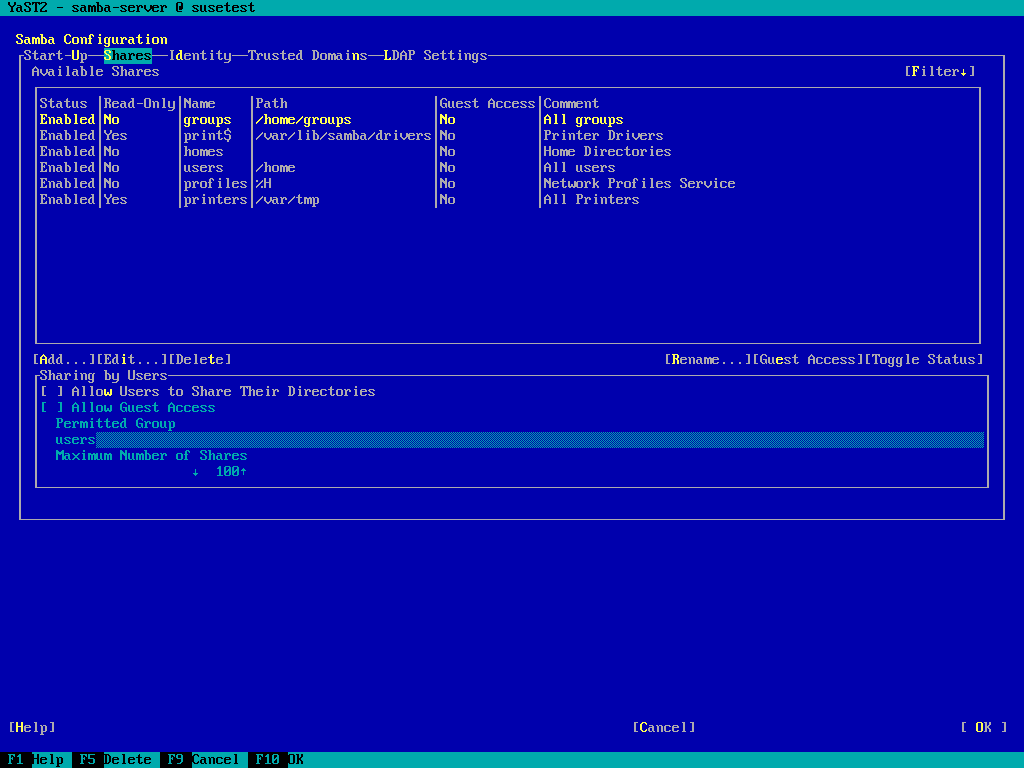 YaST2 - samba-server @ susetest
Samba Configuration
Start-Up Shares Identity Trusted Domains LDAP Settings
Available Shares [Filter↓]
Status |Read-Only|Name |Path |Guest Access|Comment
Enabled|No |groups |/home/groups |No |All groups
Enabled|Yes |print$ |/var/lib/samba/drivers|No |Printer Drivers
Enabled|No |homes | |No |Home Directories
Enabled|No |users |/home |No |All users
Enabled|No |profiles|%H |No |Network Profiles Service
Enabled|Yes |printers|/var/tmp |No |All Printers
[Add...][Edit...][Delete] [Rename...][Guest Access][Toggle Status]
Sharing by Users
[ ] Allow Users to Share Their Directories
[ ] Allow Guest Access
Permitted Group
users
Maximum Number of Shares
↓ 100↑
[Help] [Cancel] [ OK ]
F1 Help F5 Delete F9 Cancel F10 OK